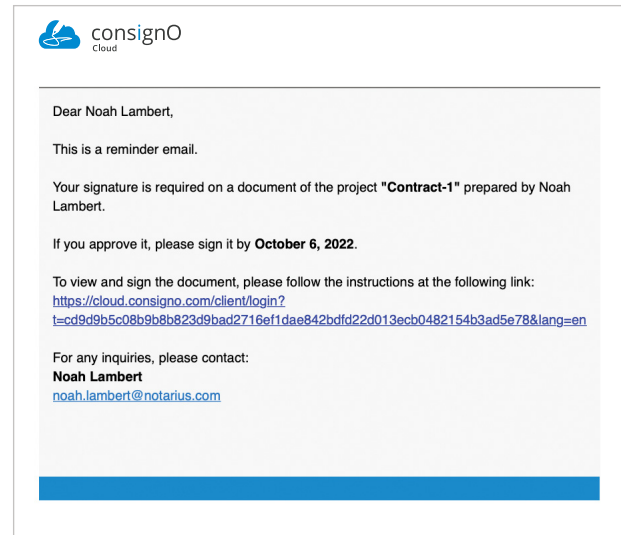 consignO
Cloud
Dear Noah Lambert,
This is a reminder email.
Your signature is required on a document of the project "Contract-1" prepared by Noah
Lambert.
If you approve it, please sign it by October 6, 2022.
To view and sign the document, please follow the instructions at the following link:
https://cloud.consigno.com/client/login?
t=cd9d9b5c08b9b8b823d9bad2716ef1dae842bdfd22d013ecb0482154b3ad5e78&lang=en
For any inquiries, please contact:
Noah Lambert
noah.lambert@notarius.com